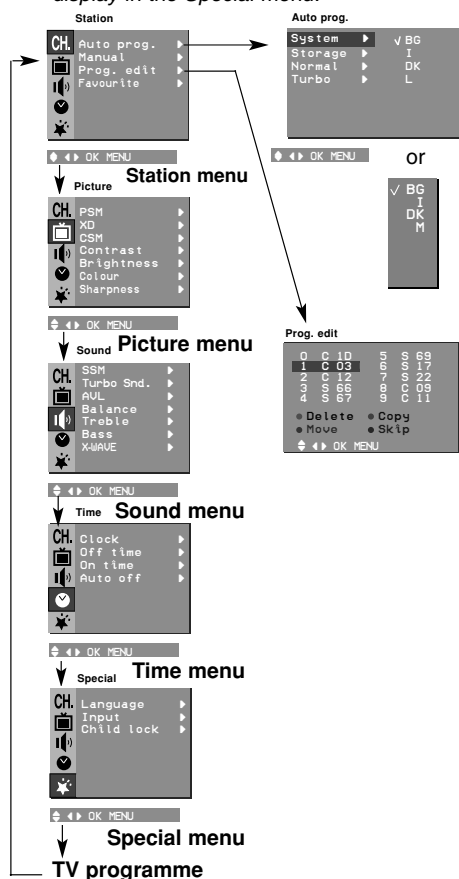 display in the Special menu.
Station
CH.
Auto prog.
Manual
Prog. edit
Favourite
OK MENU
Station menu
Auto prog.
System √ BG
Storage I
Normal DK
Turbo L
OK MENU
or
√ BG
I
DK
M
Picture
CH.
PSM
XD
CSM
Contrast
Brightness
Colour
Sharpness
OK MENU
Picture menu
Prog. edit
0 C 10 5 S 69
1 C 03 6 S 17
2 C 12 7 S 22
3 S 66 8 C 09
4 S 67 9 C 11
Delete Copy
Move Skip
OK MENU
Sound
CH.
SSM
Turbo Snd.
AVL
Balance
Treble
Bass
X-WAVE
OK MENU
Sound menu
Time
CH.
Clock
Off time
On time
Auto off
OK MENU
Time menu
Special
CH.
Language
Input
Child lock
OK MENU
Special menu
TV programme